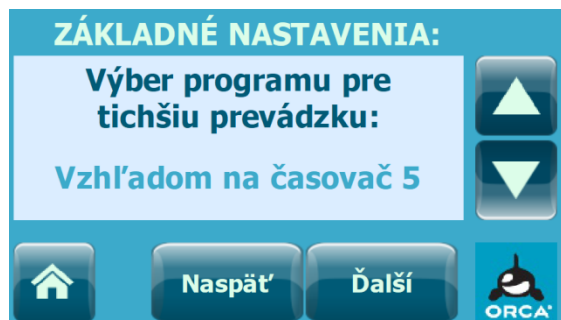 ZÁKLADNÉ NASTAVENIA:
Výber programu pre
tichšiu prevádzku:
Vzhľadom na časovač 5
Naspäť
Ďalší
ORCA